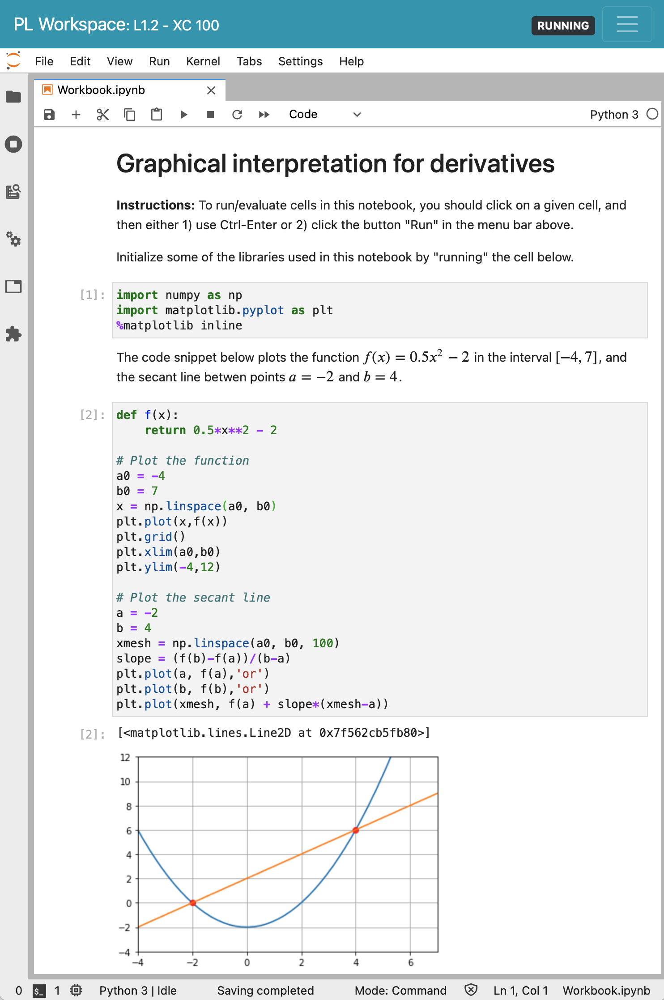 PL Workspace: L1.2 - XC 100
RUNNING
File Edit View Run Kernel Tabs Settings Help
Workbook.ipynb
Code
Python 3
Graphical interpretation for derivatives
Instructions: To run/evaluate cells in this notebook, you should click on a given cell, and
then either 1) use Ctrl-Enter or 2) click the button "Run" in the menu bar above.
Initialize some of the libraries used in this notebook by "running" the cell below.
[1]: import numpy as np
import matplotlib.pyplot as plt
%matplotlib inline
The code snippet below plots the function f(x) = 0.5x² − 2 in the interval [−4, 7], and
the secant line betwen points a = −2 and b = 4.
[2]: def f(x):
    return 0.5*x**2 - 2
# Plot the function
a0 = -4
b0 = 7
x = np.linspace(a0, b0)
plt.plot(x,f(x))
plt.grid()
plt.xlim(a0,b0)
plt.ylim(-4,12)
# Plot the secant line
a = -2
b = 4
xmesh = np.linspace(a0, b0, 100)
slope = (f(b)-f(a))/(b-a)
plt.plot(a, f(a),'or')
plt.plot(b, f(b),'or')
plt.plot(xmesh, f(a) + slope*(xmesh-a))
[2]: [<matplotlib.lines.Line2D at 0x7f562cb5fb80>]
12
10
8
6
4
2
0
−2
−4
−4 −2 0 2 4 6
0 $_ 1 Python 3 | Idle Saving completed Mode: Command Ln 1, Col 1 Workbook.ipynb